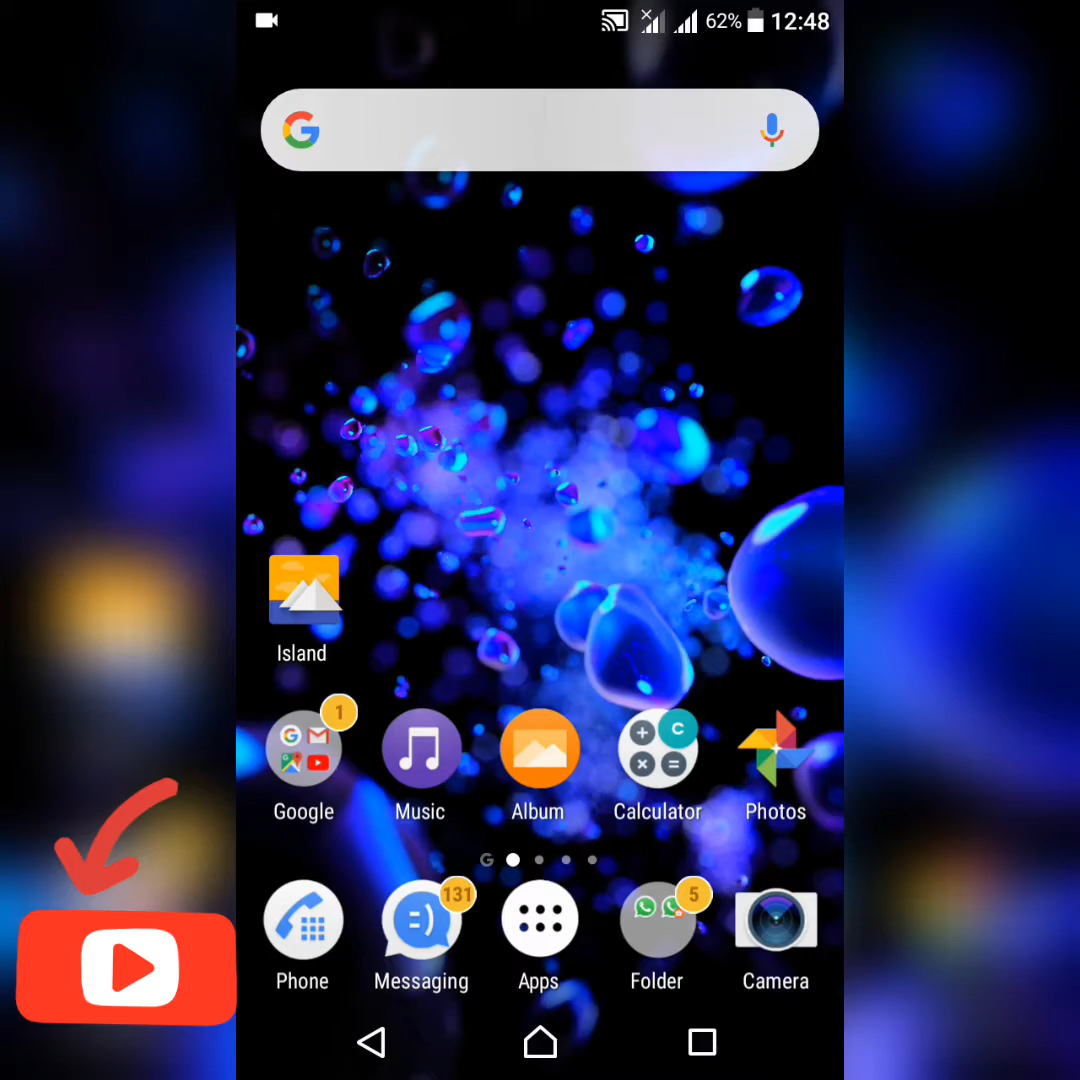 62% 12:48
Island
1
Google Music Album Calculator Photos
131 5
Phone Messaging Apps Folder Camera